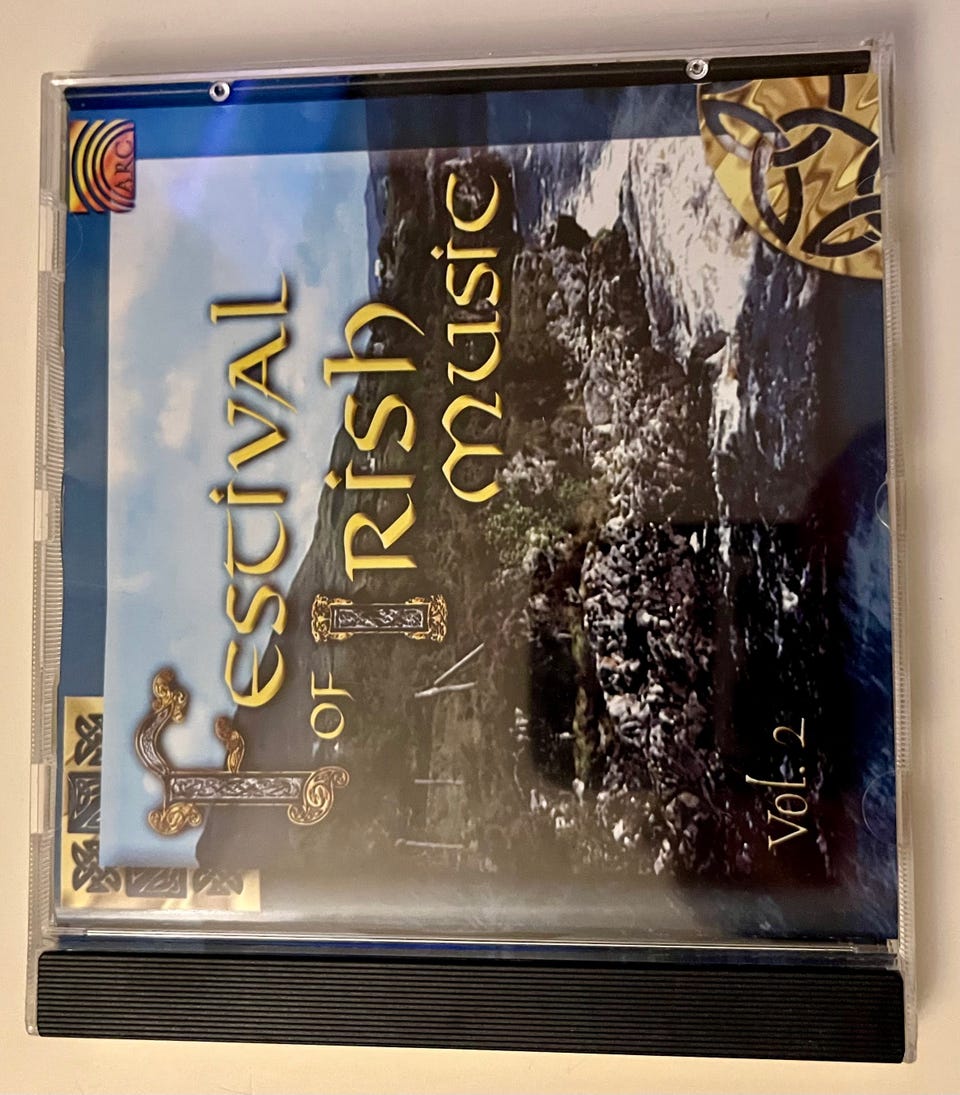 ARC
Festival
of Irish
Music
Vol. 2